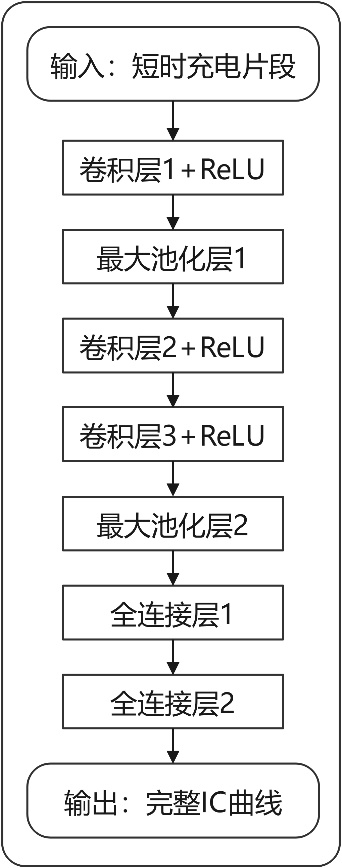 输入：短时充电片段
卷积层1+ReLU
最大池化层1
卷积层2+ReLU
卷积层3+ReLU
最大池化层2
全连接层1
全连接层2
输出：完整IC曲线